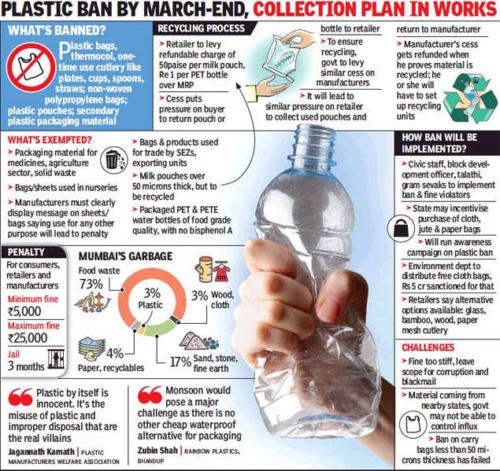 PLASTIC BAN BY MARCH-END, COLLECTION PLAN IN WORKS
WHAT'S BANNED?
Plastic bags,
thermocol, one-
time use cutlery like
plates, cups, spoons,
straws; non-woven
polypropylene bags;
plastic pouches; secondary
plastic packaging material
RECYCLING PROCESS
➤ Retailer to levy
refundable charge of
50paise per milk pouch,
Re 1 per PET bottle
over MRP
➤ Cess puts
pressure on buyer
to return pouch or
bottle to retailer
➤ To ensure
recycling,
govt to levy
similar cess on
manufacturers
➤ It will lead to
similar pressure on retailer
to collect used pouches and
return to manufacturer
➤ Manufacturer's cess
gets refunded when
he proves material is
recycled; he
or she will
have to set
up recycling
units
WHAT'S EXEMPTED?
➤ Packaging material for
medicines, agriculture
sector, solid waste
➤ Bags/sheets used in nurseries
➤ Manufacturers must clearly
display message on sheets/
bags saying use for any other
purpose will lead to penalty
➤ Bags & products used
for trade by SEZs,
exporting units
➤ Milk pouches over
50 microns thick, but to
be recycled
➤ Packaged PET & PETE
water bottles of food grade
quality, with no bisphenol A
HOW BAN WILL BE
IMPLEMENTED?
➤ Civic staff, block devel-
opment officer, talathi,
gram sevaks to implement
ban & fine violators
➤ State may incentivise
purchase of cloth,
jute & paper bags
➤ Will run awareness
campaign on plastic ban
➤ Environment dept to
distribute free cloth bags,
Rs 5 cr sanctioned for that
➤ Retailers say alternative
options available: glass,
bamboo, wood, paper
mesh cutlery
PENALTY
For consumers,
retailers and
manufacturers
Minimum fine
₹5,000
Maximum fine
₹25,000
Jail
3 months
MUMBAI'S GARBAGE
Food waste
73%
3%
Plastic
3% Wood,
cloth
4%
Paper, recyclables
17% Sand, stone,
fine earth
CHALLENGES
➤ Fine too stiff, leave
scope for corruption and
blackmail
➤ Material coming from
nearby states, govt
may not be able to
control influx
➤ Ban on carry
bags less than 50 mi-
crons thickness has failed
Plastic by itself is
innocent. It's the
misuse of plastic and
improper disposal that are
the real villains
Jagannath Kamath | PLASTIC
MANUFACTURERS WELFARE ASSOCIATION
Monsoon would
pose a major
challenge as there is
no other cheap waterproof
alternative for packaging
Zubin Shah | RAINBOW PLASTICS,
BHANDUP